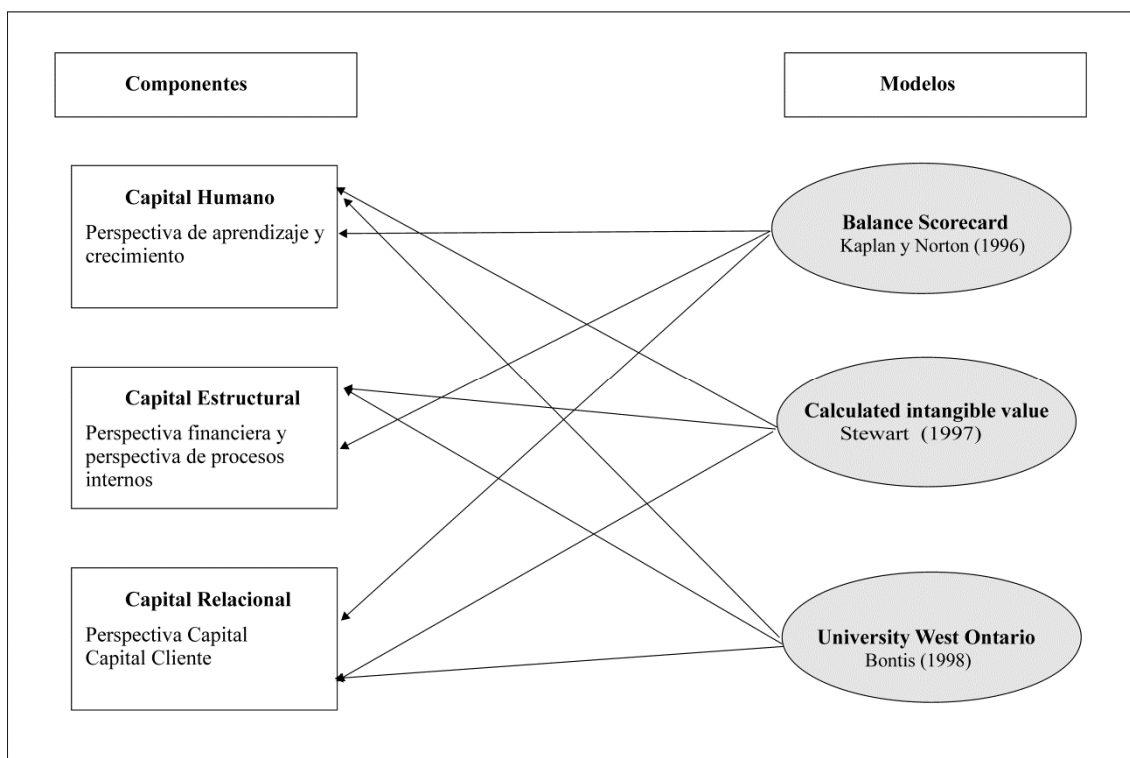 Componentes
Modelos
Capital Humano
Perspectiva de aprendizaje y
crecimiento
Balance Scorecard
Kaplan y Norton (1996)
Capital Estructural
Perspectiva financiera y
perspectiva de procesos
internos
Calculated intangible value
Stewart (1997)
Capital Relacional
Perspectiva Capital
Capital Cliente
University West Ontario
Bontis (1998)